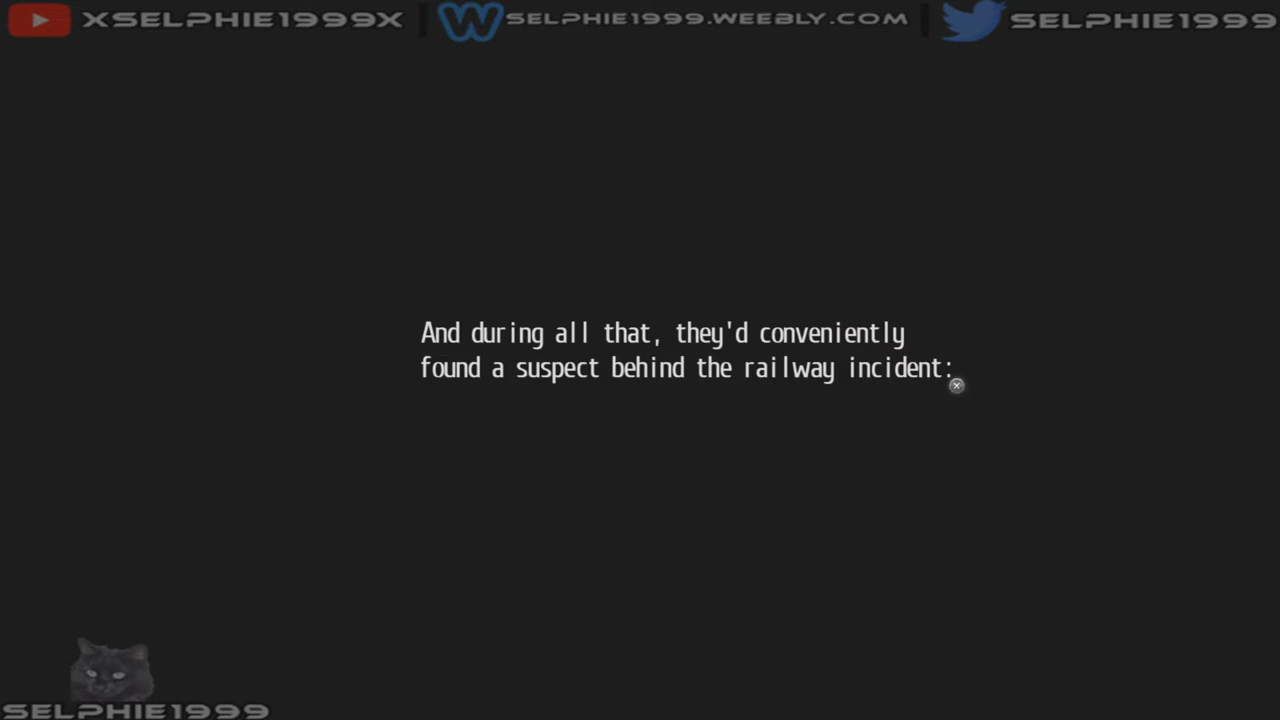 XSELPHIE1999X
SELPHIE1999.WEEBLY.COM
SELPHIE1999
And during all that, they'd conveniently
found a suspect behind the railway incident:
SELPHIE1999